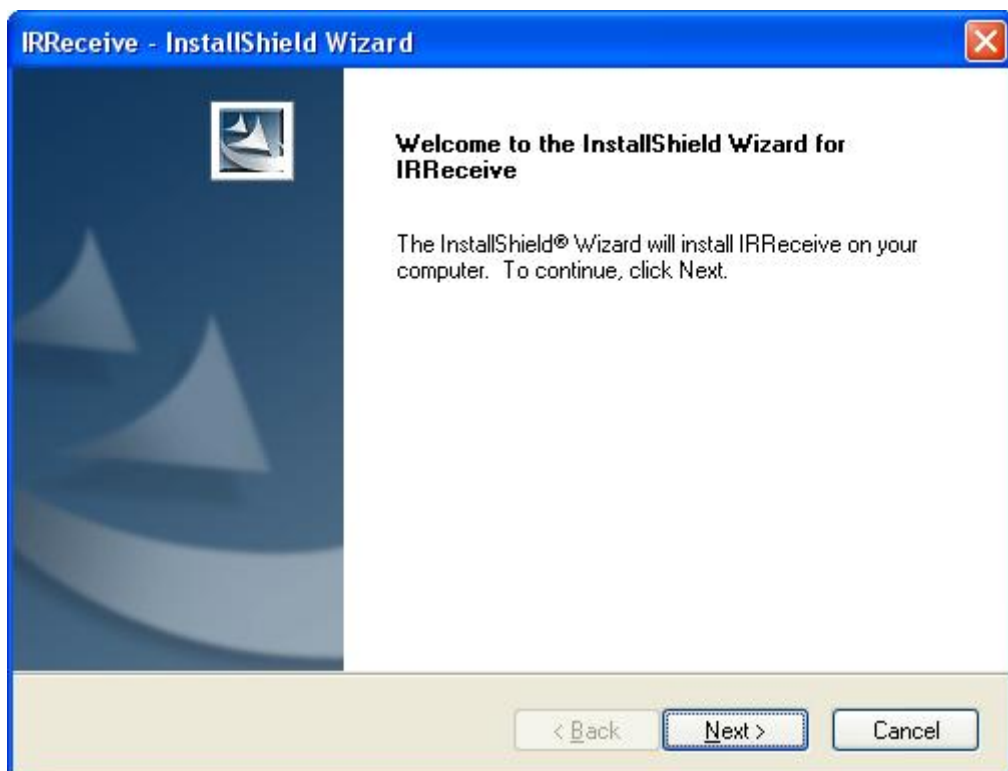 IRReceive - InstallShield Wizard
Welcome to the InstallShield Wizard for
IRReceive
The InstallShield® Wizard will install IRReceive on your
computer. To continue, click Next.
< Back
Next >
Cancel